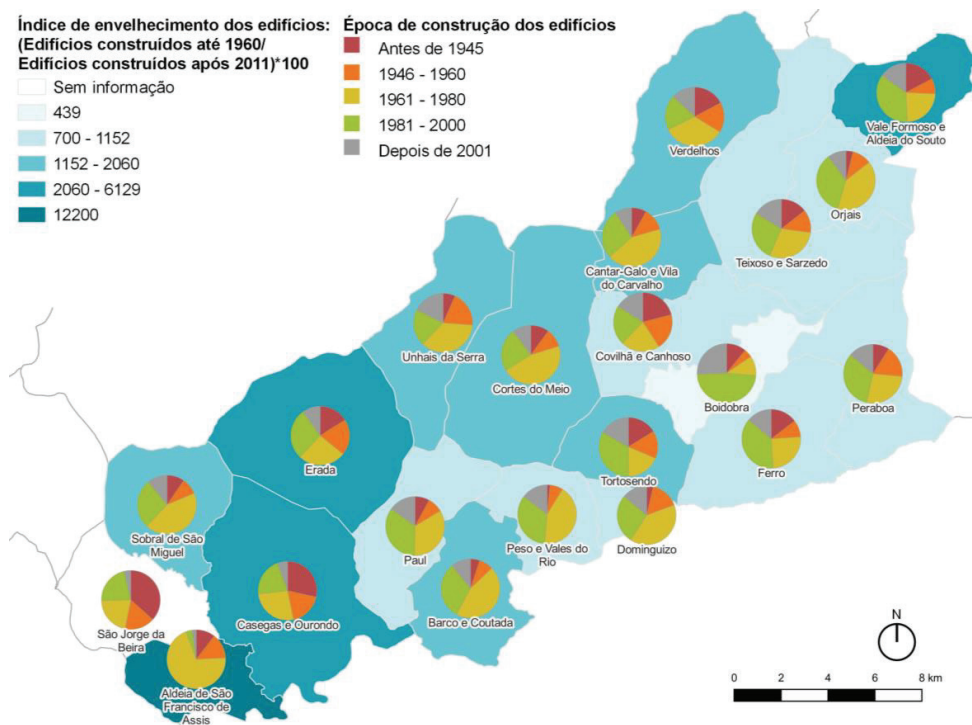 Índice de envelhecimento dos edifícios:
(Edifícios construídos até 1960/
Edifícios construídos após 2011)*100
Sem informação
439
700 - 1152
1152 - 2060
2060 - 6129
12200
Época de construção dos edifícios
Antes de 1945
1946 - 1960
1961 - 1980
1981 - 2000
Depois de 2001
Verdelhos
Vale Formoso e
Aldeia do Souto
Orjais
Teixoso e Sarzedo
Cantar-Galo e Vila
do Carvalho
Unhais da Serra
Cortes do Meio
Covilhã e Canhoso
Boidobra
Peraboa
Erada
Tortosendo
Ferro
Sobral de São
Miguel
Paul
Peso e Vales do
Rio
Dominguizo
São Jorge da
Beira
Casegas e Ourondo
Barco e Coutada
Aldeia de São
Francisco de
Assis
N
0 2 4 6 8 km